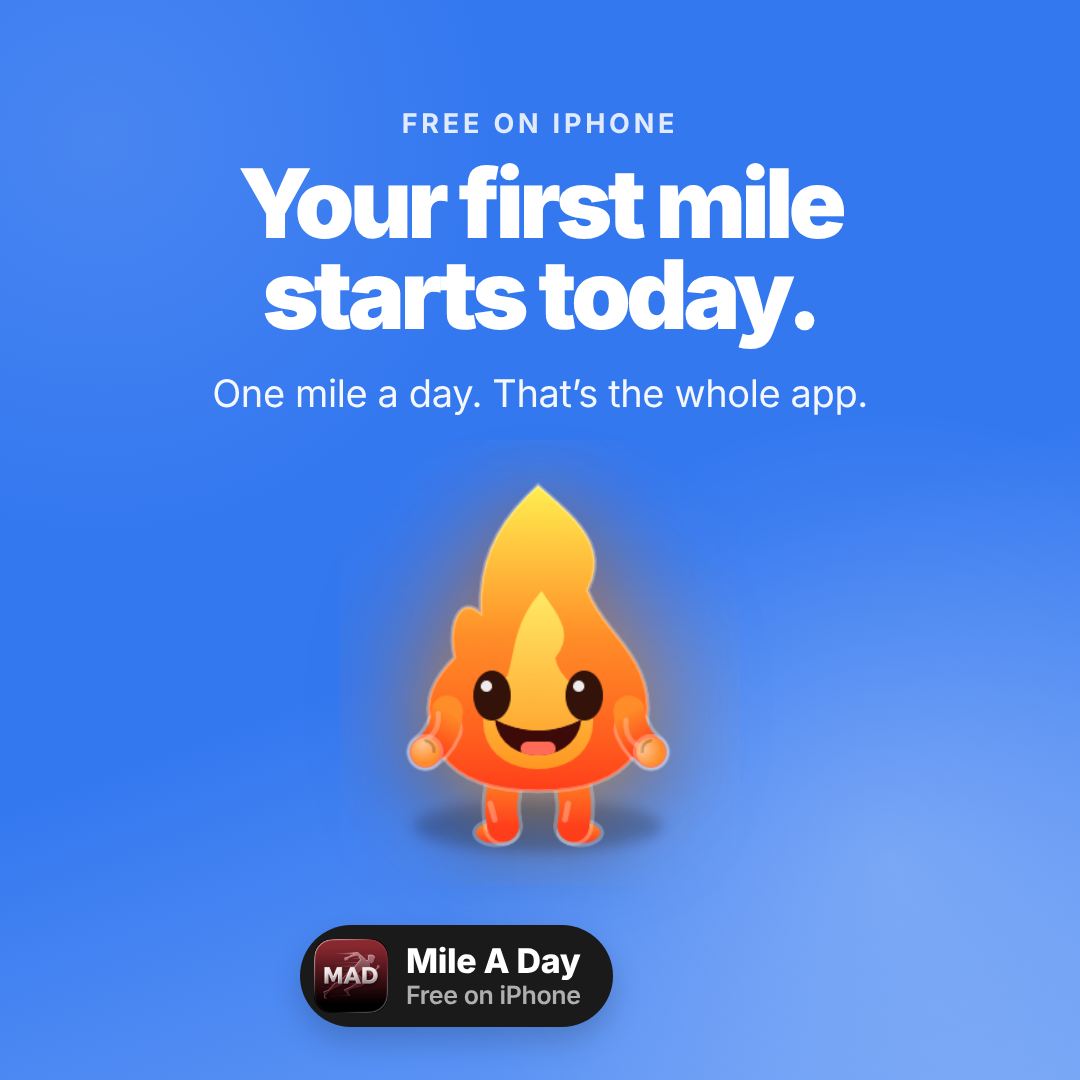 FREE ON IPHONE
Your first mile
starts today.
One mile a day. That’s the whole app.
MAD
Mile A Day
Free on iPhone